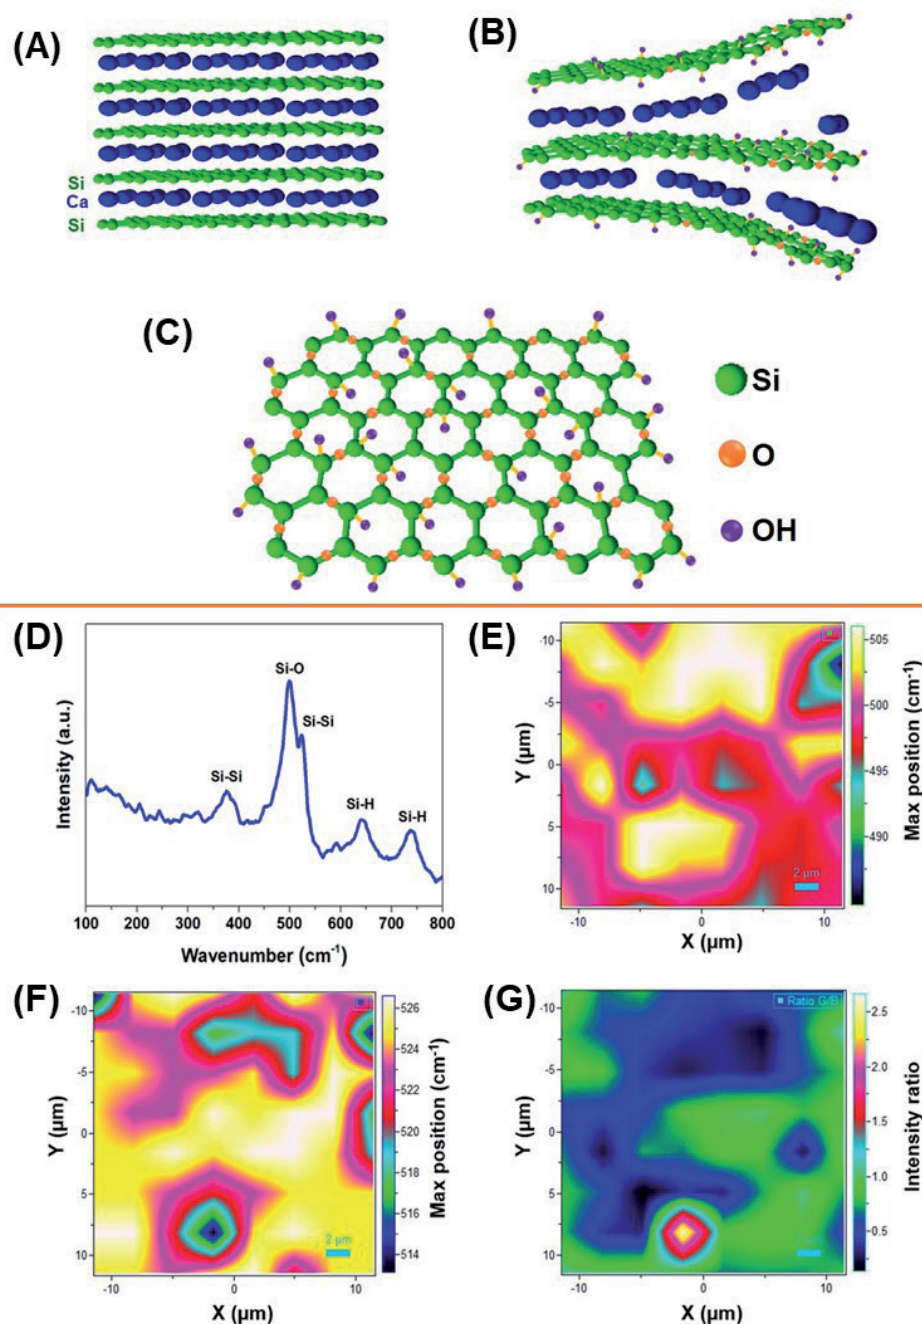 (A)
Si
Ca
Si
(B)
(C)
Si
O
OH
(D)
Intensity (a.u.)
Si-Si
Si-O
Si-Si
Si-H
Si-H
100 200 300 400 500 600 700 800
Wavenumber (cm⁻¹)
(E)
Y (µm)
-10
-5
0
5
10
2 µm
-10 0 10
X (µm)
505
500
495
490
Max position (cm⁻¹)
(F)
Y (µm)
-10
-5
0
5
10
2 µm
-10 0 10
X (µm)
526
524
522
520
518
516
514
Max position (cm⁻¹)
(G)
Ratio G/B
Y (µm)
-10
-5
0
5
10
-10 0 10
X (µm)
2.5
2.0
1.5
1.0
0.5
Intensity ratio